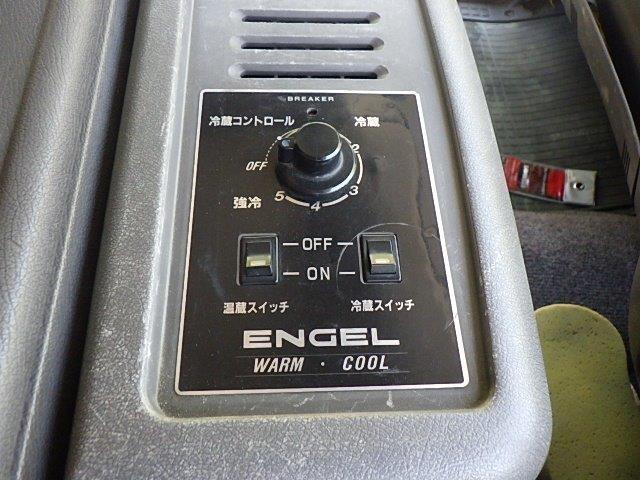 BREAKER
冷蔵コントロール 冷蔵
OFF 2
強冷 5 4 3
OFF
ON
温蔵スイッチ 冷蔵スイッチ
ENGEL
WARM · COOL